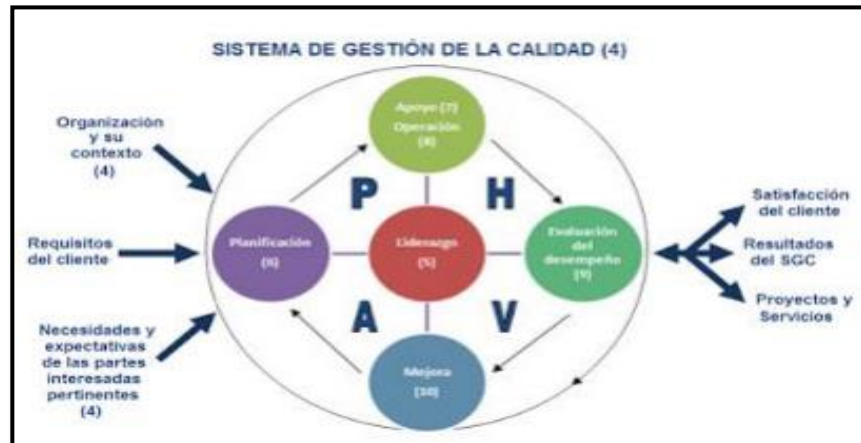 SISTEMA DE GESTIÓN DE LA CALIDAD (4)
Organización
y su
contexto
(4)
Requisitos
del cliente
Necesidades y
expectativas
de las partes
interesadas
pertinentes
(4)
Apoyo (7)
Operación
(8)
P
H
Planificación
(6)
Liderazgo
(5)
Evaluación
del
desempeño
(9)
A
V
Mejora
(10)
Satisfacción
del cliente
Resultados
del SGC
Proyectos y
Servicios